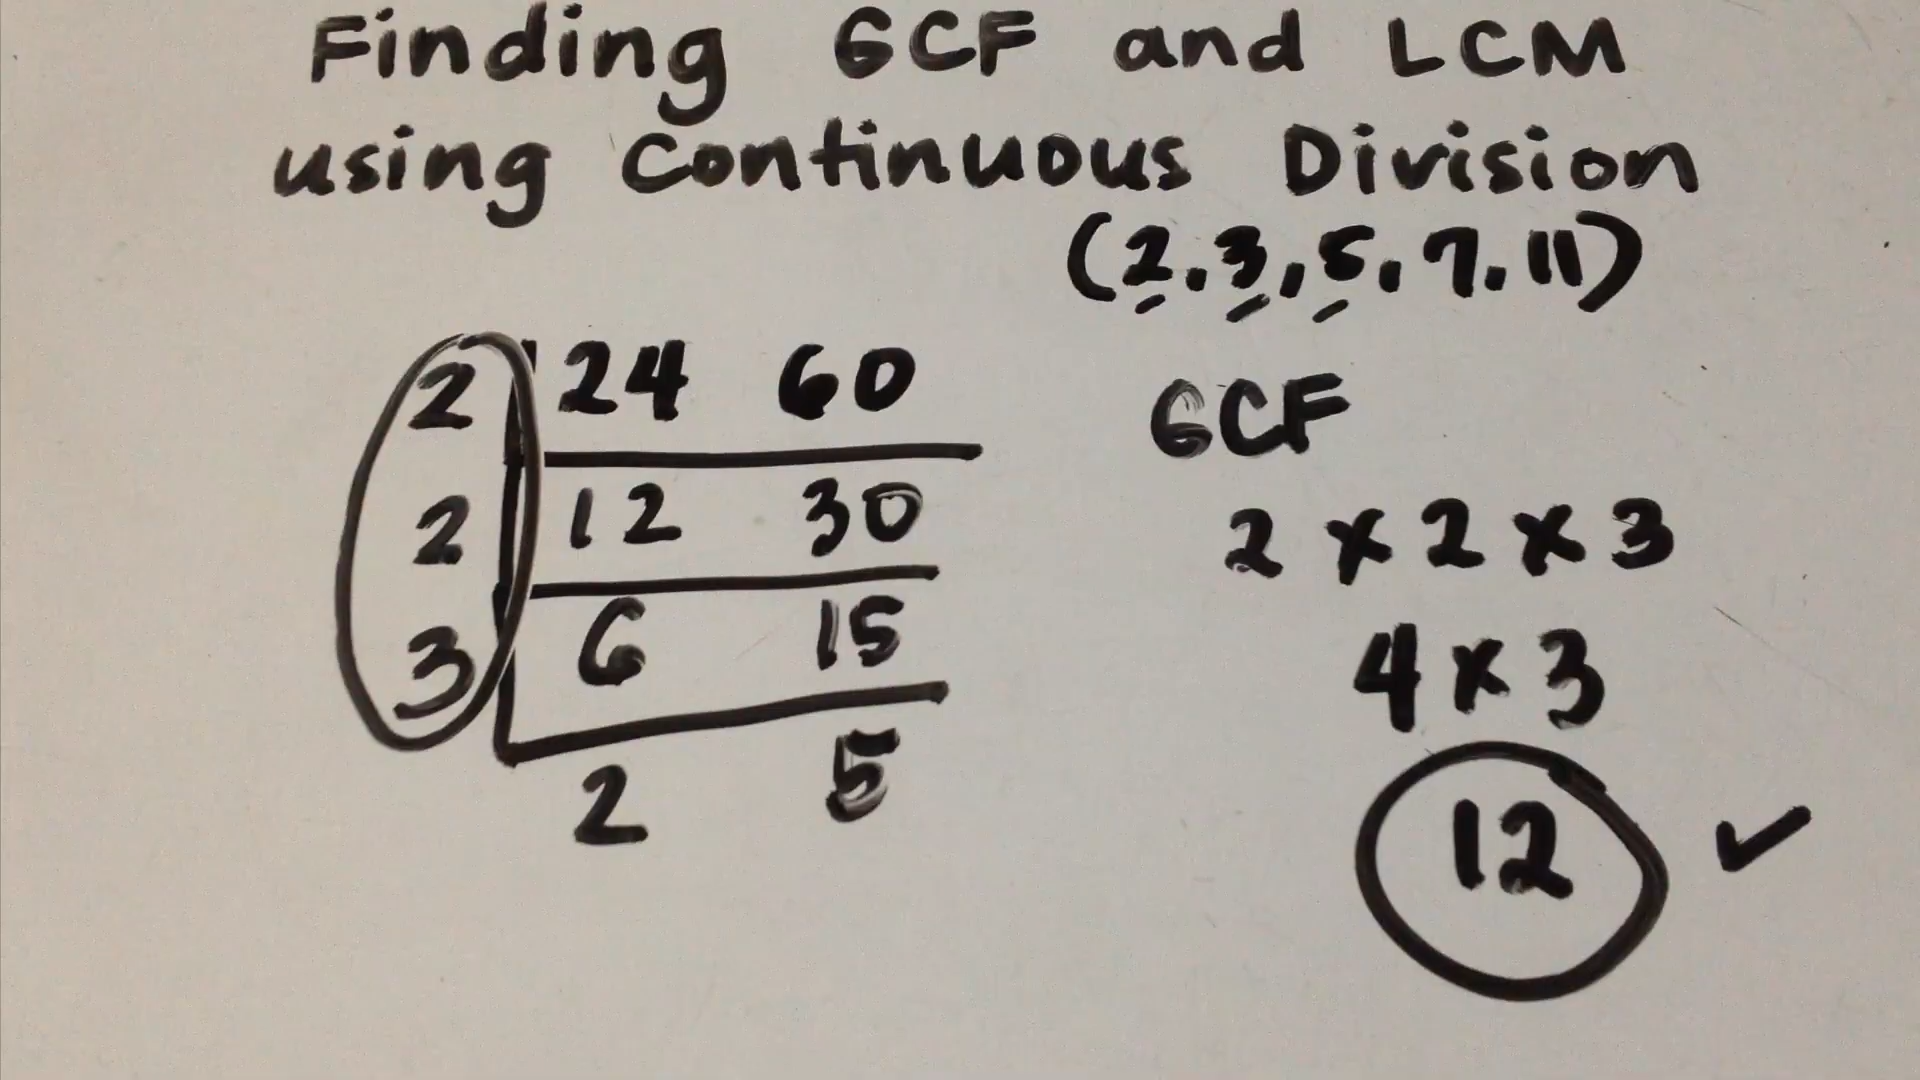 Finding GCF and LCM
using Continuous Division
(2,3,5,7,11)
2 24 60
2 12 30
3 6 15
2 5
GCF
2 x 2 x 3
4 x 3
12 ✓